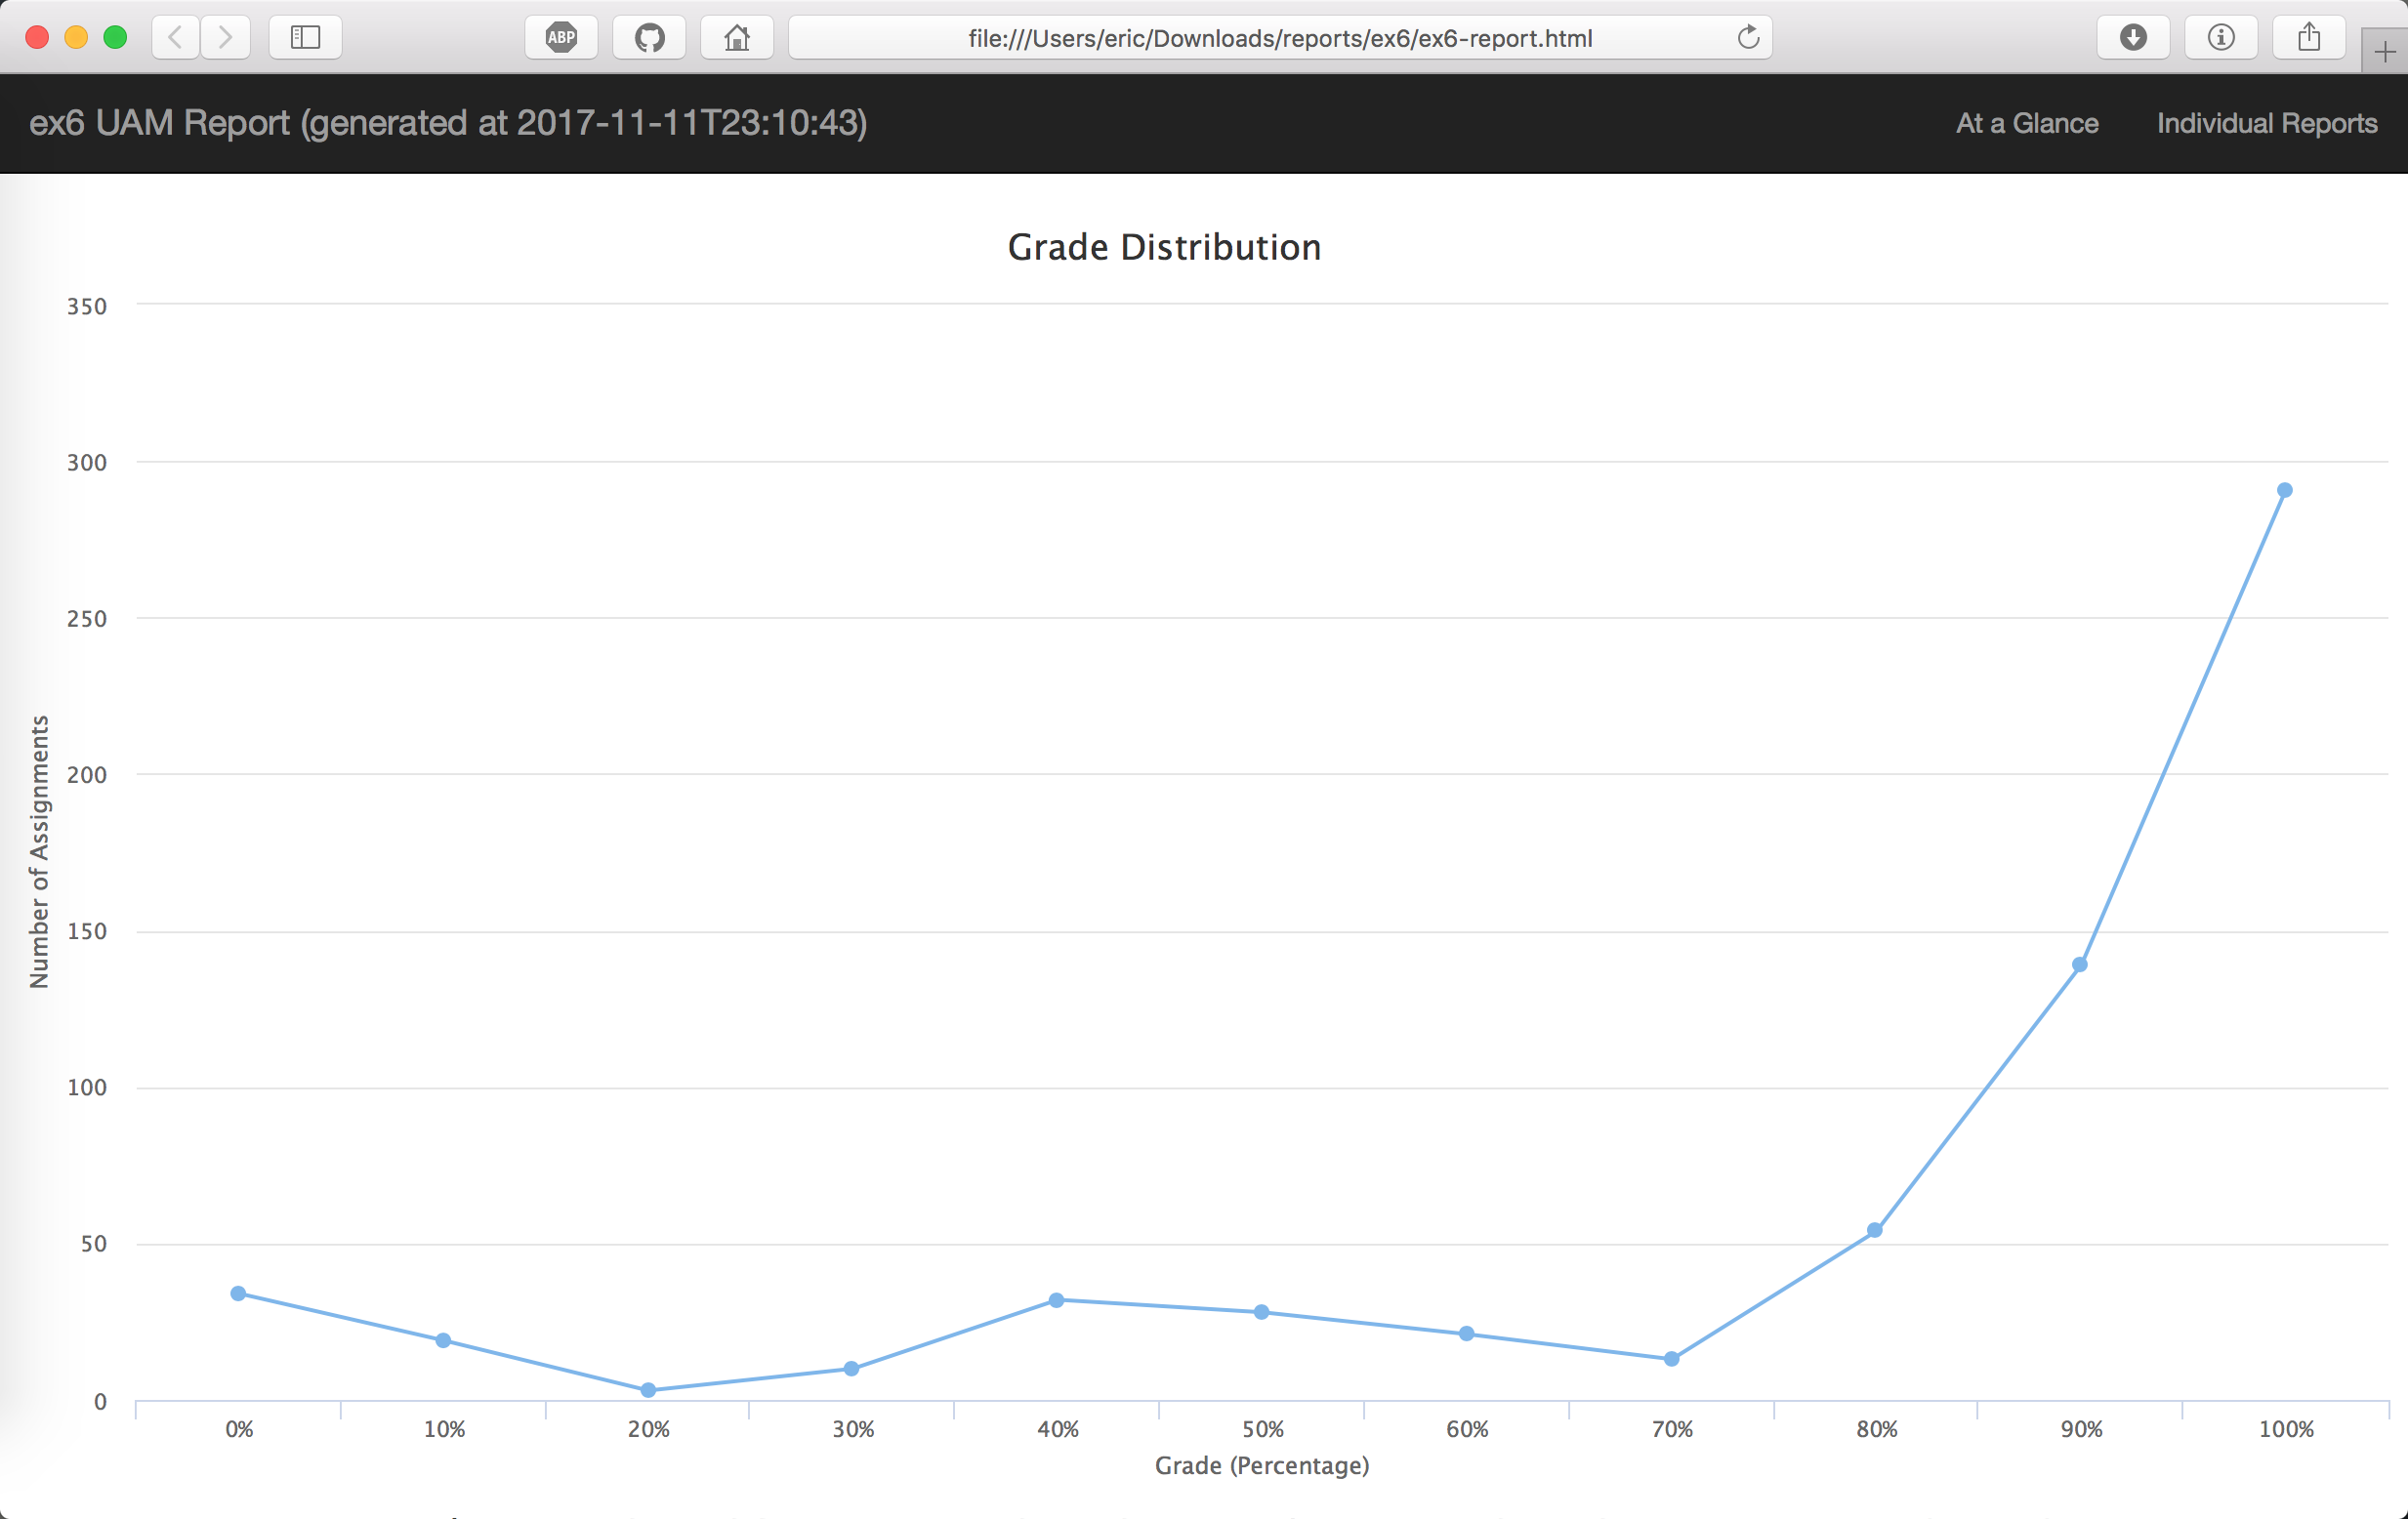 ABP
file:///Users/eric/Downloads/reports/ex6/ex6-report.html
ex6 UAM Report (generated at 2017-11-11T23:10:43)
At a Glance
Individual Reports
Grade Distribution
350
300
250
200
150
100
50
0
Number of Assignments
0% 10% 20% 30% 40% 50% 60% 70% 80% 90% 100%
Grade (Percentage)